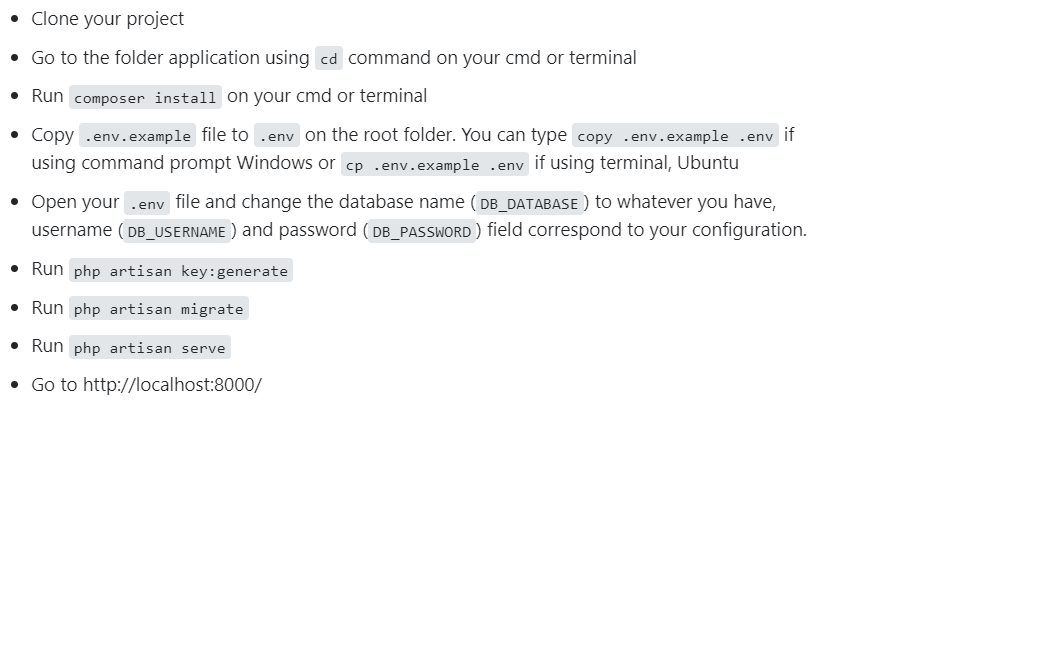 Clone your project
Go to the folder application using cd command on your cmd or terminal
Run composer install on your cmd or terminal
Copy .env.example file to .env on the root folder. You can type copy .env.example .env if
using command prompt Windows or cp .env.example .env if using terminal, Ubuntu
Open your .env file and change the database name (DB_DATABASE) to whatever you have,
username (DB_USERNAME) and password (DB_PASSWORD) field correspond to your configuration.
Run php artisan key:generate
Run php artisan migrate
Run php artisan serve
Go to http://localhost:8000/